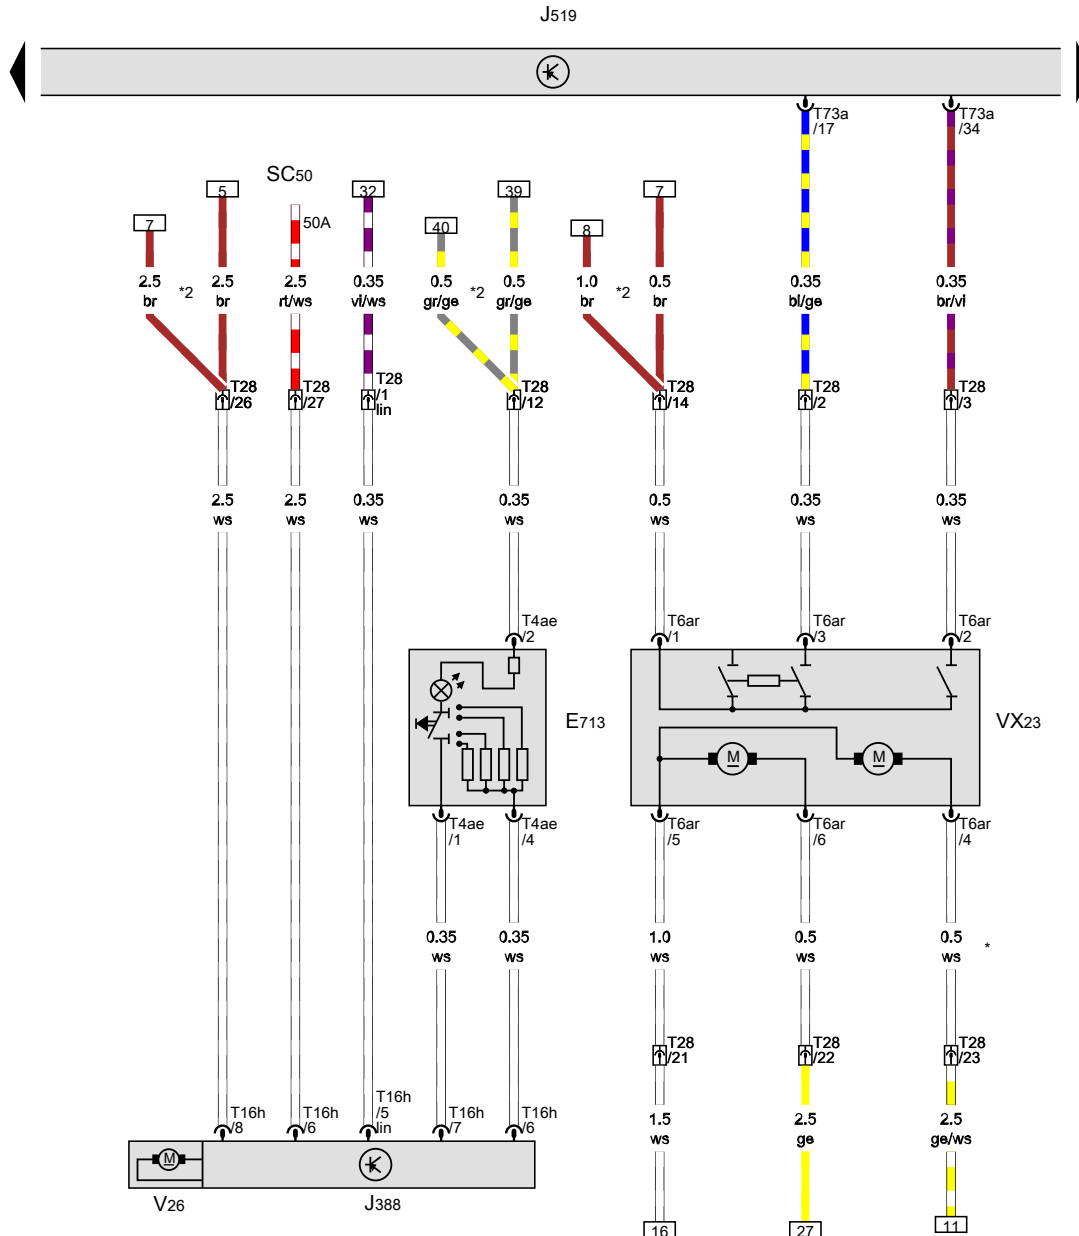 J519
T73a
/17
T73a
/34
SC50
50A
7
5
32
40
39
8
7
2.5
br
*2
2.5
br
2.5
rt/ws
0.35
vi/ws
0.5
gr/ge
*2
0.5
gr/ge
1.0
br
*2
0.5
br
0.35
bl/ge
0.35
br/vi
T28
/26
T28
/27
T28
/1
lin
T28
/12
T28
/14
T28
/2
T28
/3
2.5
ws
2.5
ws
0.35
ws
0.35
ws
0.5
ws
0.35
ws
0.35
ws
T4ae
/2
T6ar
/1
T6ar
/3
T6ar
/2
E713
VX23
M
M
T4ae
/1
T4ae
/4
T6ar
/5
T6ar
/6
T6ar
/4
0.35
ws
0.35
ws
1.0
ws
0.5
ws
0.5
ws
*
T28
/21
T28
/22
T28
/23
T16h
/8
T16h
/6
T16h
/5
lin
T16h
/7
T16h
/6
1.5
ws
2.5
ge
2.5
ge/ws
M
V26
J388
16
27
11